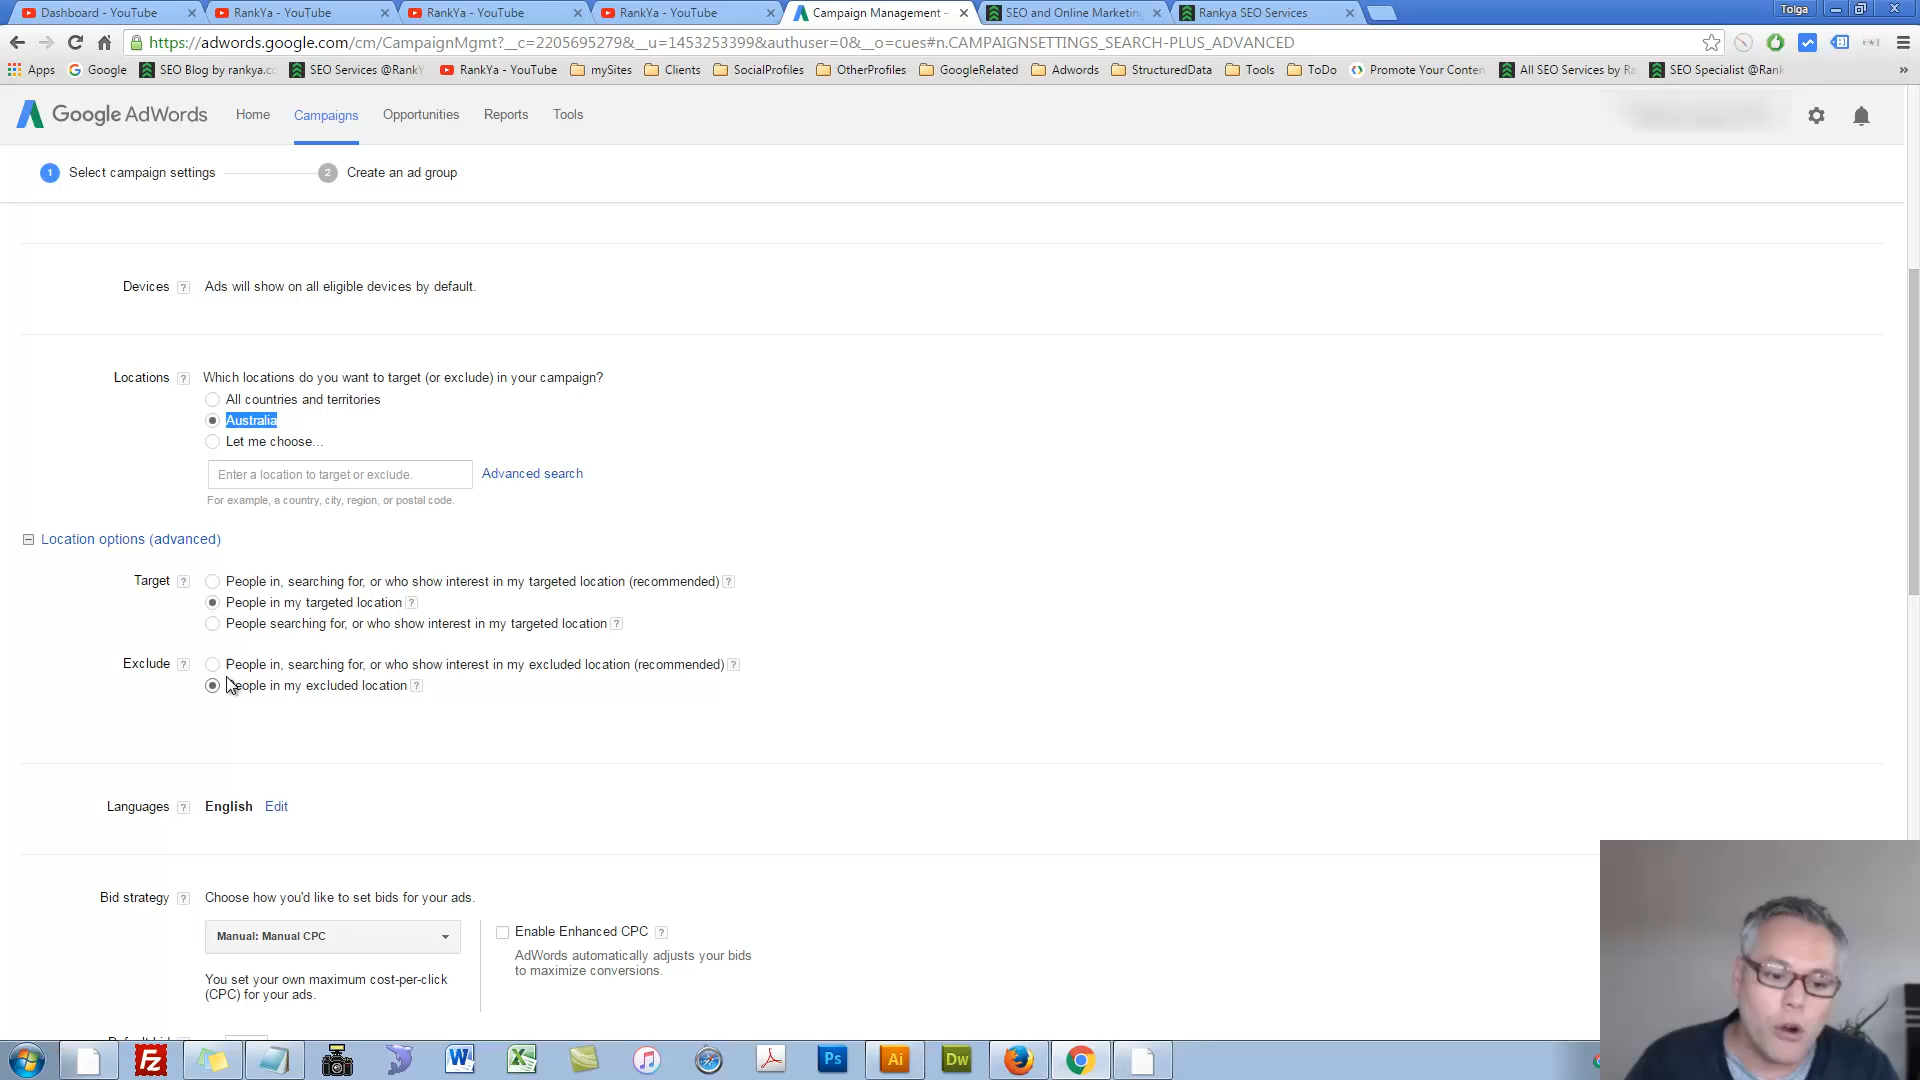 Dashboard - YouTube
RankYa - YouTube
RankYa - YouTube
RankYa - YouTube
Campaign Management –
SEO and Online Marketin
Rankya SEO Services
Tolga
https://adwords.google.com/cm/CampaignMgmt?__c=2205695279&__u=1453253399&authuser=0&__o=cues#n.CAMPAIGNSETTINGS_SEARCH-PLUS_ADVANCED
Apps
Google
SEO Blog by rankya.co
SEO Services @RankY
RankYa - YouTube
mySites
Clients
SocialProfiles
OtherProfiles
GoogleRelated
Adwords
StructuredData
Tools
ToDo
Promote Your Conten
All SEO Services by Ra
SEO Specialist @Rank
Google AdWords
Home
Campaigns
Opportunities
Reports
Tools
1 Select campaign settings
2 Create an ad group
Devices ? Ads will show on all eligible devices by default.
Locations ? Which locations do you want to target (or exclude) in your campaign?
All countries and territories
Australia
Let me choose...
Enter a location to target or exclude. Advanced search
For example, a country, city, region, or postal code.
Location options (advanced)
Target ? People in, searching for, or who show interest in my targeted location (recommended) ?
People in my targeted location ?
People searching for, or who show interest in my targeted location ?
Exclude ? People in, searching for, or who show interest in my excluded location (recommended) ?
People in my excluded location ?
Languages ? English Edit
Bid strategy ? Choose how you'd like to set bids for your ads.
Manual: Manual CPC
Enable Enhanced CPC ?
AdWords automatically adjusts your bids
to maximize conversions.
You set your own maximum cost-per-click
(CPC) for your ads.
Fz
W
X
Ps
Ai
Dw